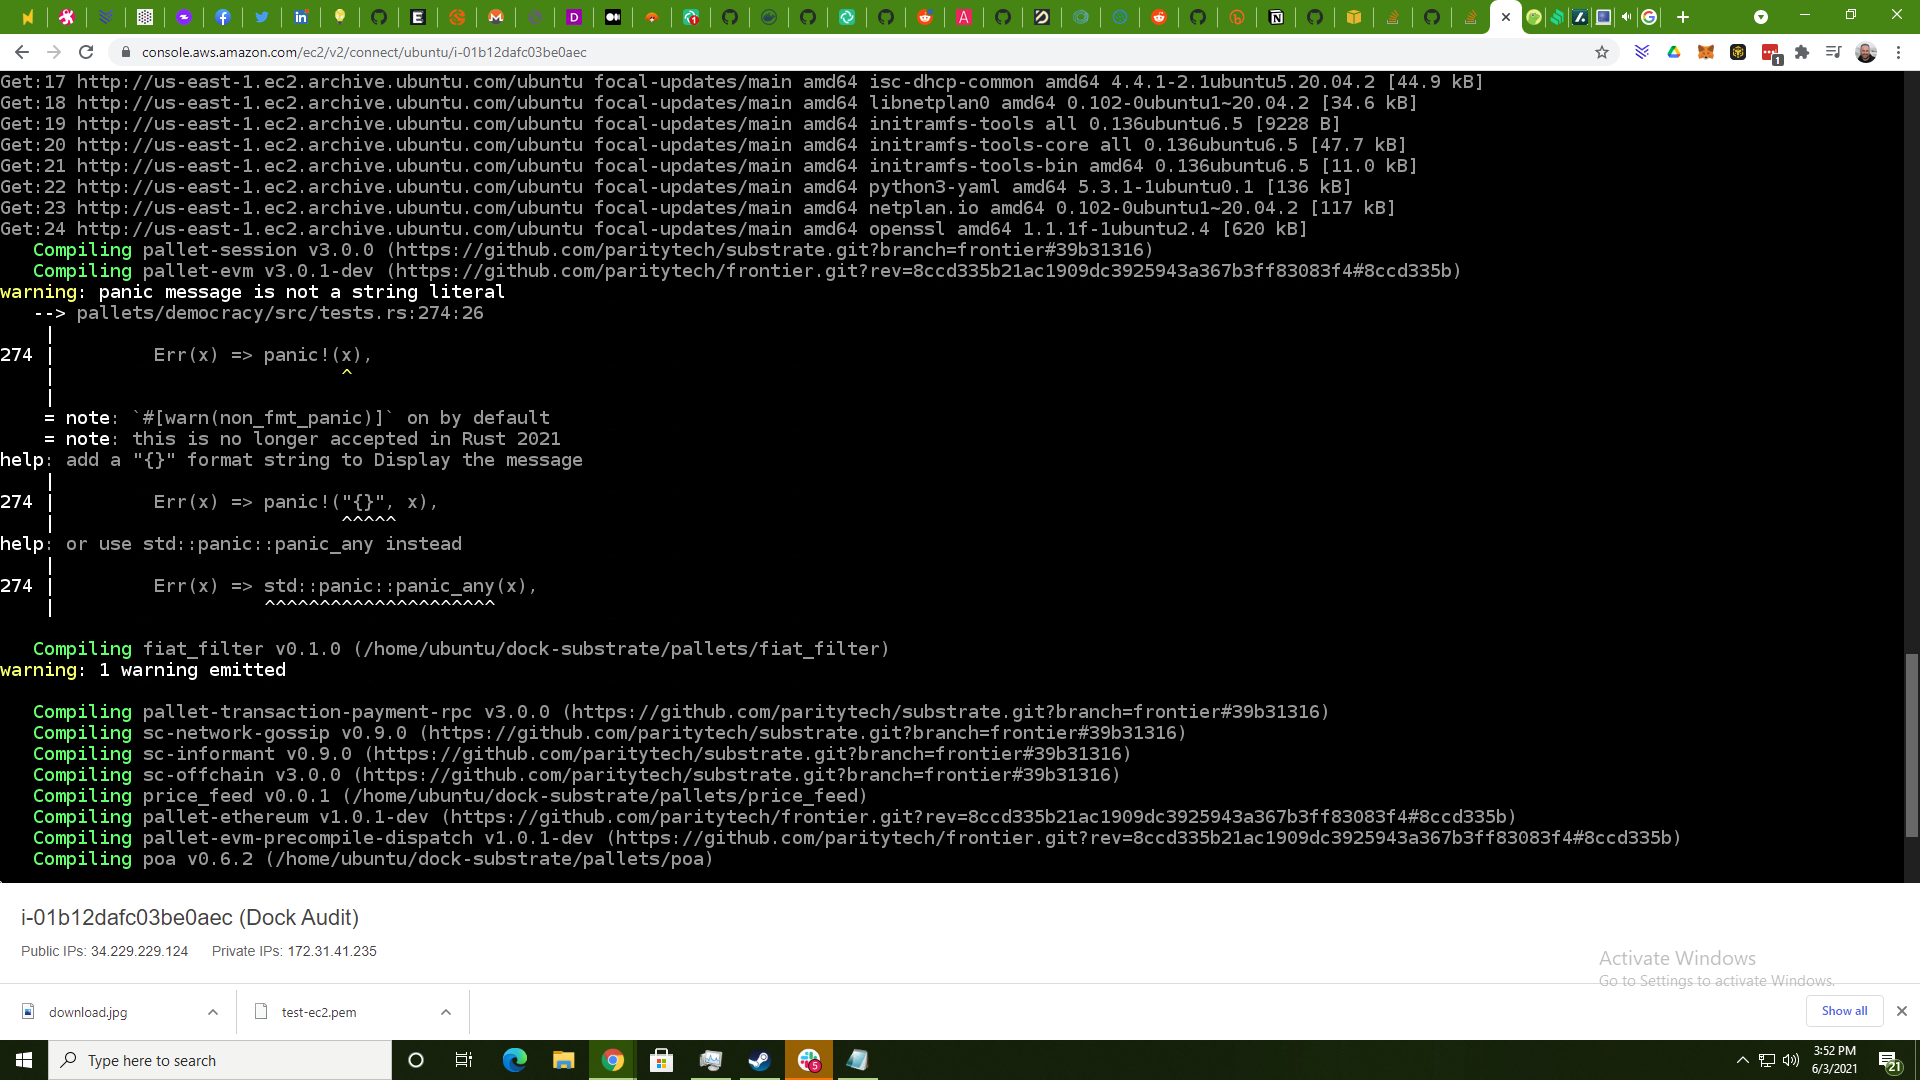 console.aws.amazon.com/ec2/v2/connect/ubuntu/i-01b12dafc03be0aec
Get:17 http://us-east-1.ec2.archive.ubuntu.com/ubuntu focal-updates/main amd64 isc-dhcp-common amd64 4.4.1-2.1ubuntu5.20.04.2 [44.9 kB]
Get:18 http://us-east-1.ec2.archive.ubuntu.com/ubuntu focal-updates/main amd64 libnetplan0 amd64 0.102-0ubuntu1~20.04.2 [34.6 kB]
Get:19 http://us-east-1.ec2.archive.ubuntu.com/ubuntu focal-updates/main amd64 initramfs-tools all 0.136ubuntu6.5 [9228 B]
Get:20 http://us-east-1.ec2.archive.ubuntu.com/ubuntu focal-updates/main amd64 initramfs-tools-core all 0.136ubuntu6.5 [47.7 kB]
Get:21 http://us-east-1.ec2.archive.ubuntu.com/ubuntu focal-updates/main amd64 initramfs-tools-bin amd64 0.136ubuntu6.5 [11.0 kB]
Get:22 http://us-east-1.ec2.archive.ubuntu.com/ubuntu focal-updates/main amd64 python3-yaml amd64 5.3.1-1ubuntu0.1 [136 kB]
Get:23 http://us-east-1.ec2.archive.ubuntu.com/ubuntu focal-updates/main amd64 netplan.io amd64 0.102-0ubuntu1~20.04.2 [117 kB]
Get:24 http://us-east-1.ec2.archive.ubuntu.com/ubuntu focal-updates/main amd64 openssl amd64 1.1.1f-1ubuntu2.4 [620 kB]
   Compiling pallet-session v3.0.0 (https://github.com/paritytech/substrate.git?branch=frontier#39b31316)
   Compiling pallet-evm v3.0.1-dev (https://github.com/paritytech/frontier.git?rev=8ccd335b21ac1909dc3925943a367b3ff83083f4#8ccd335b)
warning: panic message is not a string literal
   --> pallets/democracy/src/tests.rs:274:26
    |
274 |         Err(x) => panic!(x),
    |                          ^
    |
    = note: `#[warn(non_fmt_panic)]` on by default
    = note: this is no longer accepted in Rust 2021
help: add a "{}" format string to Display the message
    |
274 |         Err(x) => panic!("{}", x),
    |                          ^^^^^
help: or use std::panic::panic_any instead
    |
274 |         Err(x) => std::panic::panic_any(x),
    |                   ^^^^^^^^^^^^^^^^^^^^^
   Compiling fiat_filter v0.1.0 (/home/ubuntu/dock-substrate/pallets/fiat_filter)
warning: 1 warning emitted
   Compiling pallet-transaction-payment-rpc v3.0.0 (https://github.com/paritytech/substrate.git?branch=frontier#39b31316)
   Compiling sc-network-gossip v0.9.0 (https://github.com/paritytech/substrate.git?branch=frontier#39b31316)
   Compiling sc-informant v0.9.0 (https://github.com/paritytech/substrate.git?branch=frontier#39b31316)
   Compiling sc-offchain v3.0.0 (https://github.com/paritytech/substrate.git?branch=frontier#39b31316)
   Compiling price_feed v0.0.1 (/home/ubuntu/dock-substrate/pallets/price_feed)
   Compiling pallet-ethereum v1.0.1-dev (https://github.com/paritytech/frontier.git?rev=8ccd335b21ac1909dc3925943a367b3ff83083f4#8ccd335b)
   Compiling pallet-evm-precompile-dispatch v1.0.1-dev (https://github.com/paritytech/frontier.git?rev=8ccd335b21ac1909dc3925943a367b3ff83083f4#8ccd335b)
   Compiling poa v0.6.2 (/home/ubuntu/dock-substrate/pallets/poa)
i-01b12dafc03be0aec (Dock Audit)
Public IPs: 34.229.229.124 Private IPs: 172.31.41.235
Activate Windows
Go to Settings to activate Windows.
download.jpg
test-ec2.pem
Show all
Type here to search
5
3:52 PM
6/3/2021
21